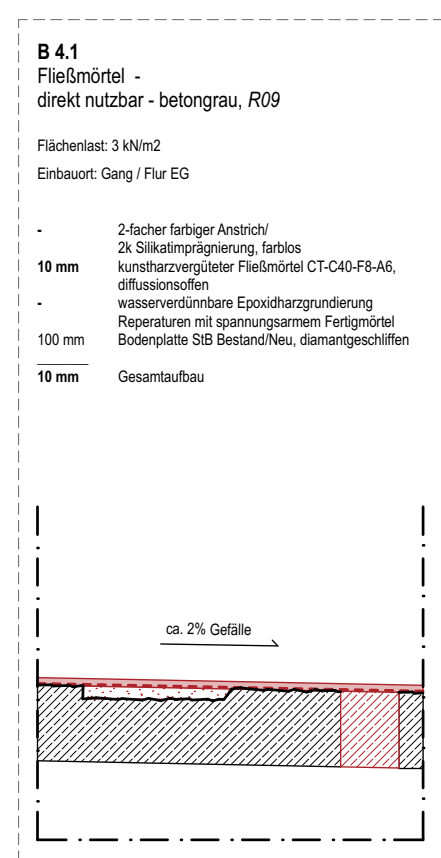 B 4.1
Fließmörtel -
direkt nutzbar - betongrau, R09
Flächenlast: 3 kN/m2
Einbauort: Gang / Flur EG
- 2-facher farbiger Anstrich/
2k Silikatimprägnierung, farblos
10 mm kunstharzvergüteter Fließmörtel CT-C40-F8-A6,
diffusionsoffen
- wasserverdünnbare Epoxidharzgrundierung
Reperaturen mit spannungsarmem Fertigmörtel
100 mm Bodenplatte StB Bestand/Neu, diamantgeschliffen
10 mm Gesamtaufbau
ca. 2% Gefälle